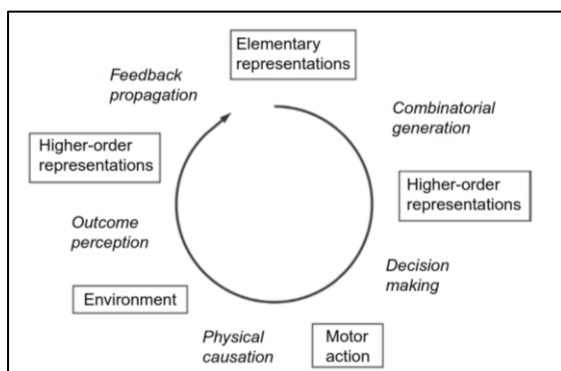 Elementary
representations
Feedback
propagation
Combinatorial
generation
Higher-order
representations
Higher-order
representations
Outcome
perception
Decision
making
Environment
Physical
causation
Motor
action